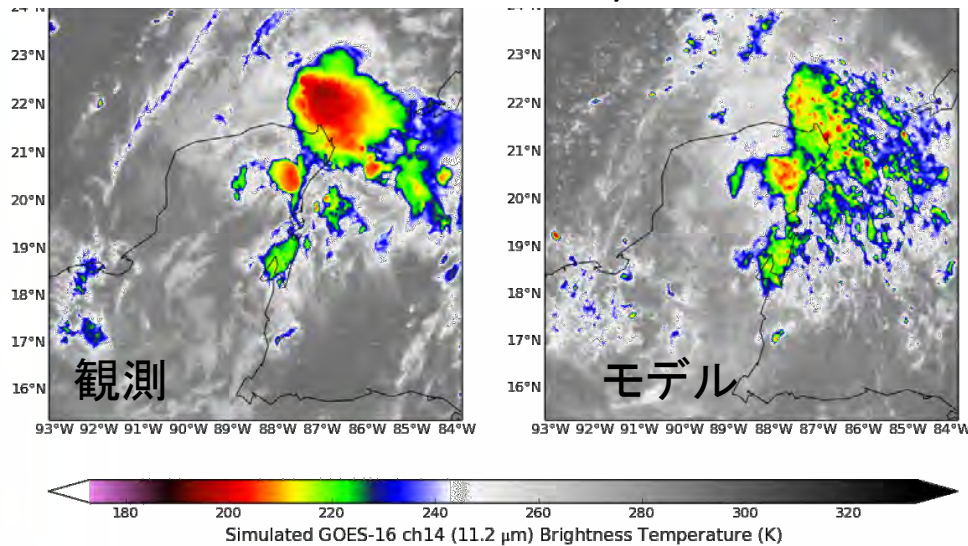 24°N
23°N
22°N
21°N
20°N
19°N
18°N
17°N
16°N
観測
93°W 92°W 91°W 90°W 89°W 88°W 87°W 86°W 85°W 84°W
24°N
23°N
22°N
21°N
20°N
19°N
18°N
17°N
16°N
モデル
93°W 92°W 91°W 90°W 89°W 88°W 87°W 86°W 85°W 84°W
180 200 220 240 260 280 300 320
Simulated GOES-16 ch14 (11.2 μm) Brightness Temperature (K)